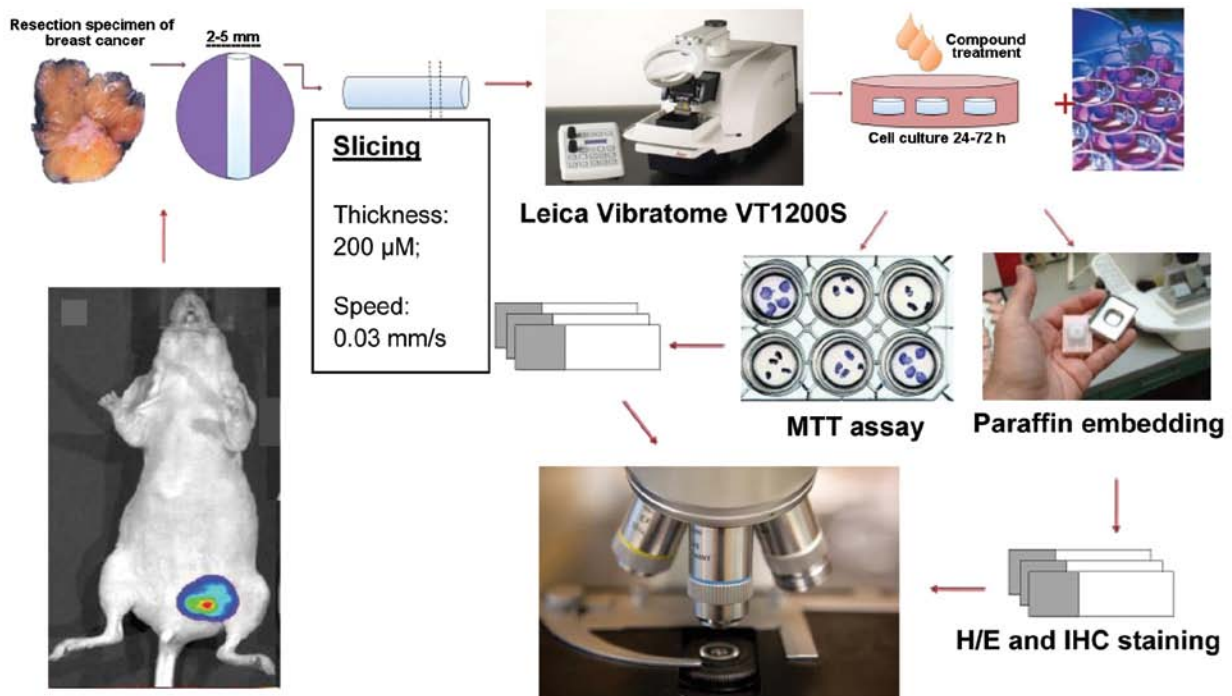 Resection specimen of
breast cancer
2-5 mm
Slicing
Thickness:
200 µM;
Speed:
0.03 mm/s
Leica Vibratome VT1200S
Compound
treatment
Cell culture 24-72 h
+
MTT assay
Paraffin embedding
H/E and IHC staining